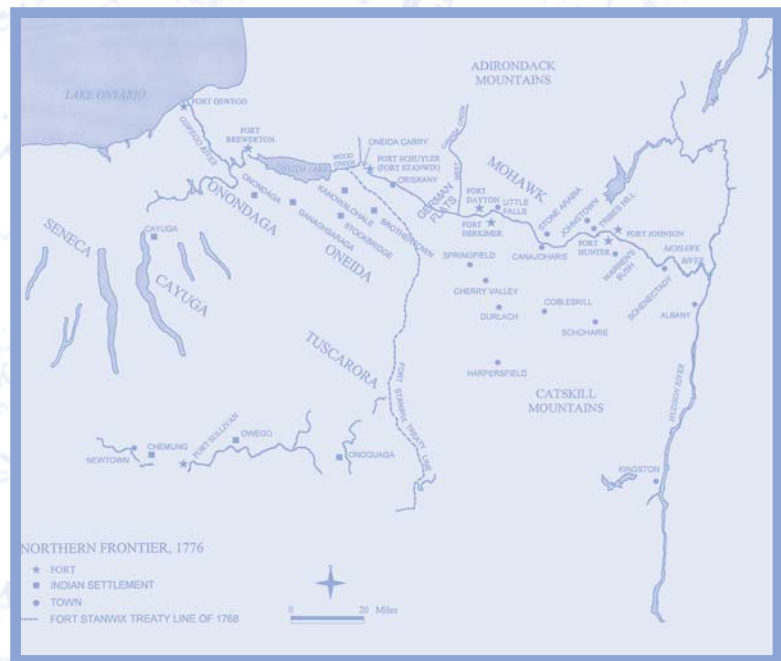 ADIRONDACK
MOUNTAINS
LAKE ONTARIO
FORT OSWEGO
OSWEGO RIVER
FORT
BREWERTON
ONEIDA LAKE
WOOD
CREEK
ONEIDA CARRY
FORT SCHUYLER
(FORT STANWIX)
ORISKANY
WEST CANADA CREEK
MOHAWK
GERMAN
FLATS
FORT
DAYTON
LITTLE
FALLS
FORT
HERKIMER
STONE ARABIA
JOHNSTOWN
TRIBES HILL
FORT JOHNSON
FORT
HUNTER
CANAJOHARIE
WARREN'S
BUSH
MOHAWK
RIVER
SCHENECTADY
ALBANY
ONONDAGA
ONONDAGA
KANOWALOHALE
GANAGHSARAGA
STOCKBRIDGE
BROTHERTOWN
ONEIDA
SENECA
CAYUGA
CAYUGA
SPRINGFIELD
CHERRY VALLEY
DURLACH
COBLESKILL
SCHOHARIE
HARPERSFIELD
TUSCARORA
FORT STANWIX TREATY LINE
CATSKILL
MOUNTAINS
HUDSON RIVER
KINGSTON
NEWTOWN
CHEMUNG
FORT SULLIVAN
OWEGO
ONOQUAGA
NORTHERN FRONTIER, 1776
FORT
INDIAN SETTLEMENT
TOWN
FORT STANWIX TREATY LINE OF 1768
0 20 Miles